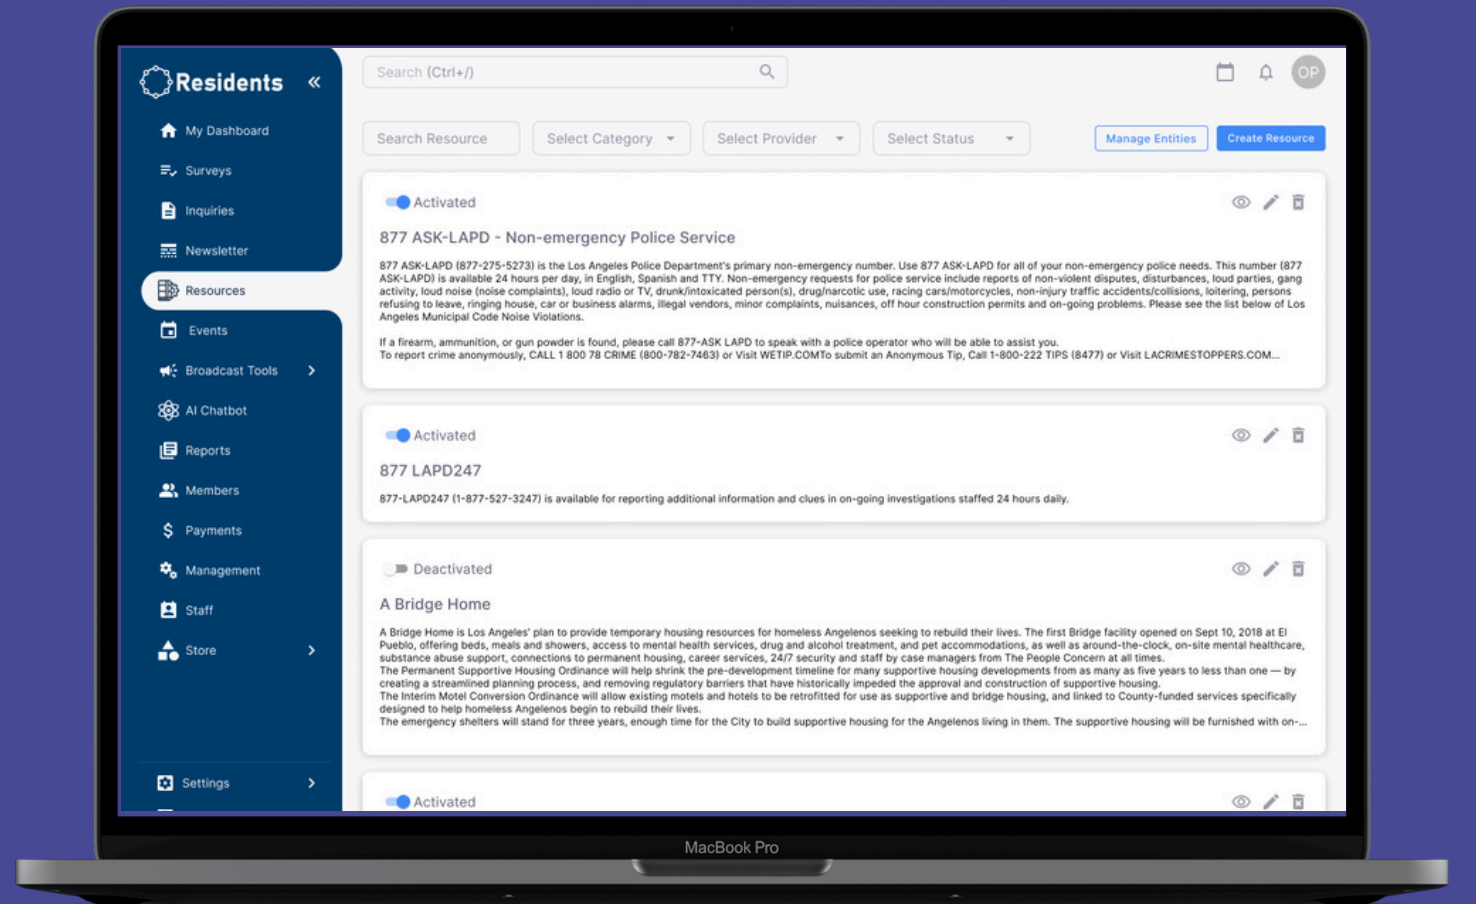 Residents
«
Search (Ctrl+/)
OP
My Dashboard
Surveys
Inquiries
Newsletter
Resources
Events
Broadcast Tools
AI Chatbot
Reports
Members
Payments
Management
Staff
Store
Settings
Search Resource
Select Category
Select Provider
Select Status
Manage Entities
Create Resource
Activated
877 ASK-LAPD - Non-emergency Police Service
877 ASK-LAPD (877-275-5273) is the Los Angeles Police Department's primary non-emergency number. Use 877 ASK-LAPD for all of your non-emergency police needs. This number (877
ASK-LAPD) is available 24 hours per day, in English, Spanish and TTY. Non-emergency requests for police service include reports of non-violent disputes, disturbances, loud parties, gang
activity, loud noise (noise complaints), loud radio or TV, drunk/intoxicated person(s), drug/narcotic use, racing cars/motorcycles, non-injury traffic accidents/collisions, loitering, persons
refusing to leave, ringing house, car or business alarms, illegal vendors, minor complaints, nuisances, off hour construction permits and on-going problems. Please see the list below of Los
Angeles Municipal Code Noise Violations.
If a firearm, ammunition, or gun powder is found, please call 877-ASK LAPD to speak with a police operator who will be able to assist you.
To report crime anonymously, CALL 1 800 78 CRIME (800-782-7463) or Visit WETIP.COMTo submit an Anonymous Tip, Call 1-800-222 TIPS (8477) or Visit LACRIMESTOPPERS.COM...
Activated
877 LAPD247
877-LAPD247 (1-877-527-3247) is available for reporting additional information and clues in on-going investigations staffed 24 hours daily.
Deactivated
A Bridge Home
A Bridge Home is Los Angeles' plan to provide temporary housing resources for homeless Angelenos seeking to rebuild their lives. The first Bridge facility opened on Sept 10, 2018 at El
Pueblo, offering beds, meals and showers, access to mental health services, drug and alcohol treatment, and pet accommodations, as well as around-the-clock, on-site mental healthcare,
substance abuse support, connections to permanent housing, career services, 24/7 security and staff by case managers from The People Concern at all times.
The Permanent Supportive Housing Ordinance will help shrink the pre-development timeline for many supportive housing developments from as many as five years to less than one — by
creating a streamlined planning process, and removing regulatory barriers that have historically impeded the approval and construction of supportive housing.
The Interim Motel Conversion Ordinance will allow existing motels and hotels to be retrofitted for use as supportive and bridge housing, and linked to County-funded services specifically
designed to help homeless Angelenos begin to rebuild their lives.
The emergency shelters will stand for three years, enough time for the City to build supportive housing for the Angelenos living in them. The supportive housing will be furnished with on-...
Activated
MacBook Pro